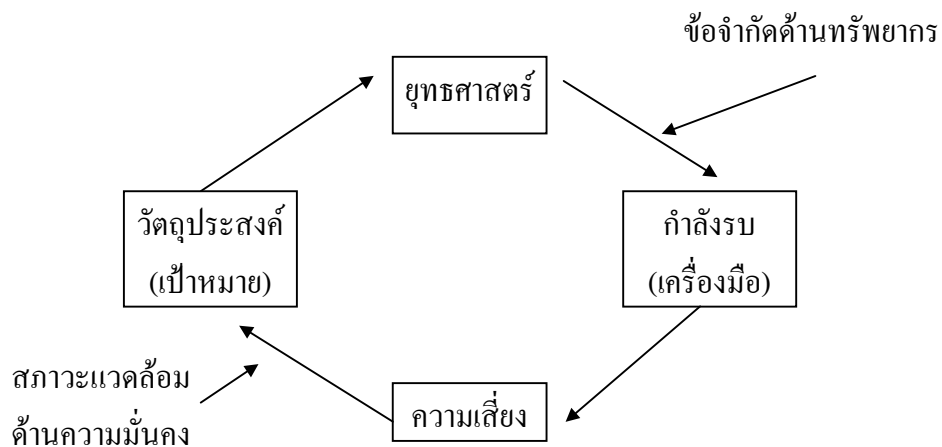 ข้อจำกัดด้านทรัพยากร
ยุทธศาสตร์
วัตถุประสงค์
(เป้าหมาย)
กำลังรบ
(เครื่องมือ)
สภาวะแวดล้อม
ด้านความมั่นคง
ความเสี่ยง